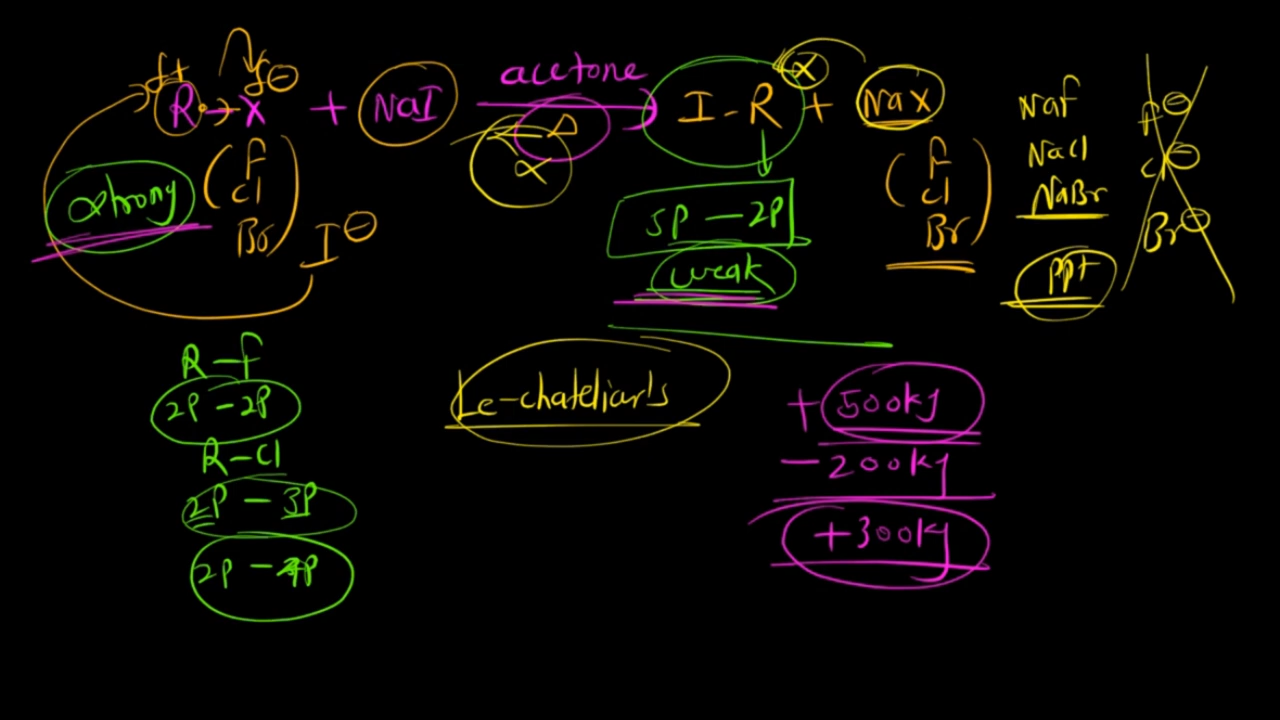 δ+ δ⊖
R → X + NaI acetone Δ I - R + NaX
(F Cl Br) I⊖
strong
5P - 2P
weak
(F Cl Br)
NaF
NaCl
NaBr
ppt
F⊖
Cl⊖
Br⊖
R - F
2P - 2P
R - Cl
2P - 3P
2P - 4P
Le-chateliar's
+ 500kJ
- 200kJ
+300kJ